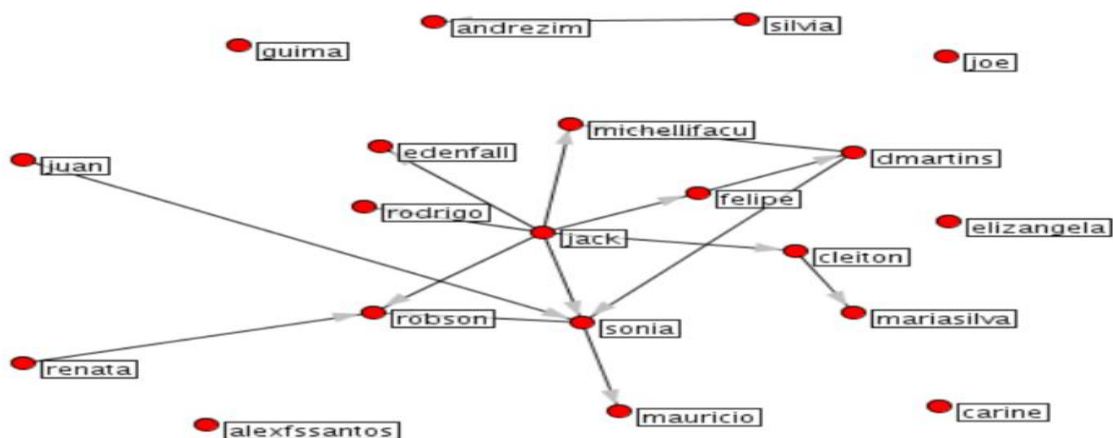 andrezim
silvia
guima
joe
michellifacu
edenfall
dmartins
juan
felipe
rodrigo
elizangela
jack
cleiton
robson
sonia
mariasilva
renata
mauricio
carine
alexfssantos